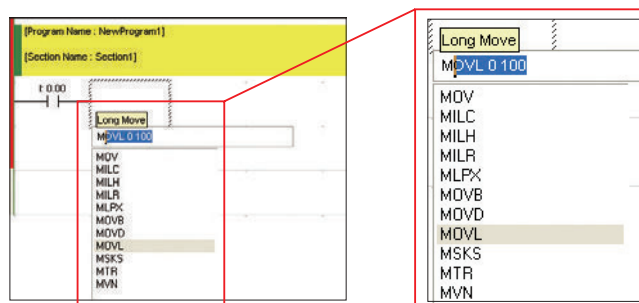 [Program Name : NewProgram1]
[Section Name : Section1]
I: 0.00
Long Move
MOVL 0 100
MOV
MILC
MILH
MILR
MLPX
MOVB
MOVD
MOVL
MSKS
MTR
MVN
Long Move
MOVL 0 100
MOV
MILC
MILH
MILR
MLPX
MOVB
MOVD
MOVL
MSKS
MTR
MVN